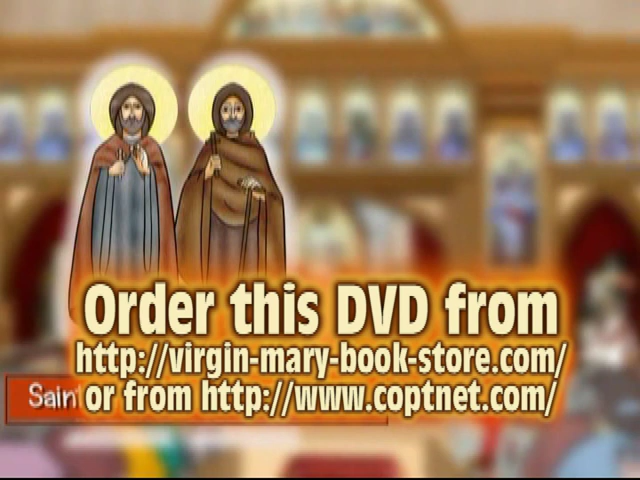 Order this DVD from
http://virgin-mary-book-store.com/
or from http://www.coptnet.com/